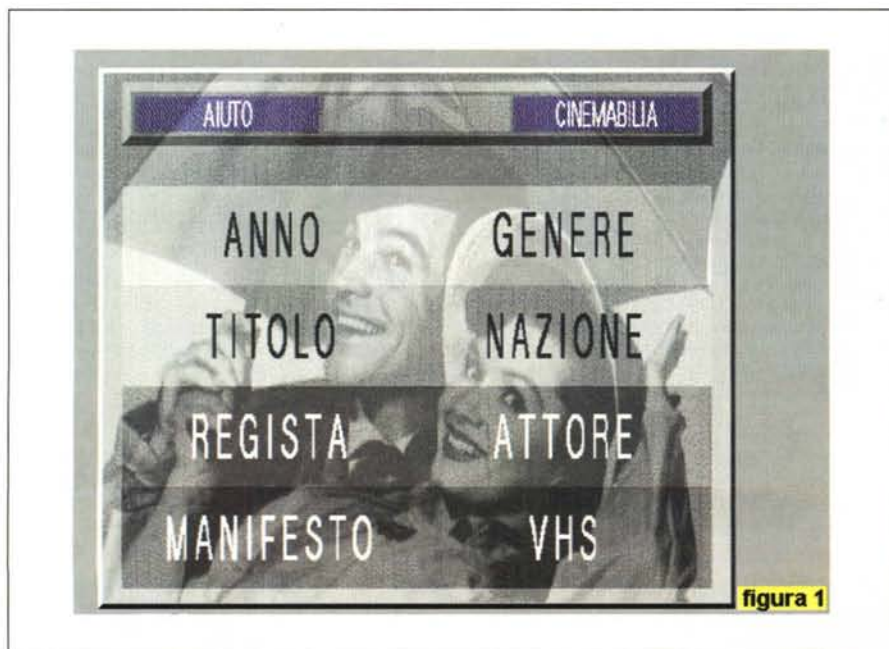 AIUTO CINEMABILIA
ANNO GENERE
TITOLO NAZIONE
REGISTA ATTORE
MANIFESTO VHS
figura 1